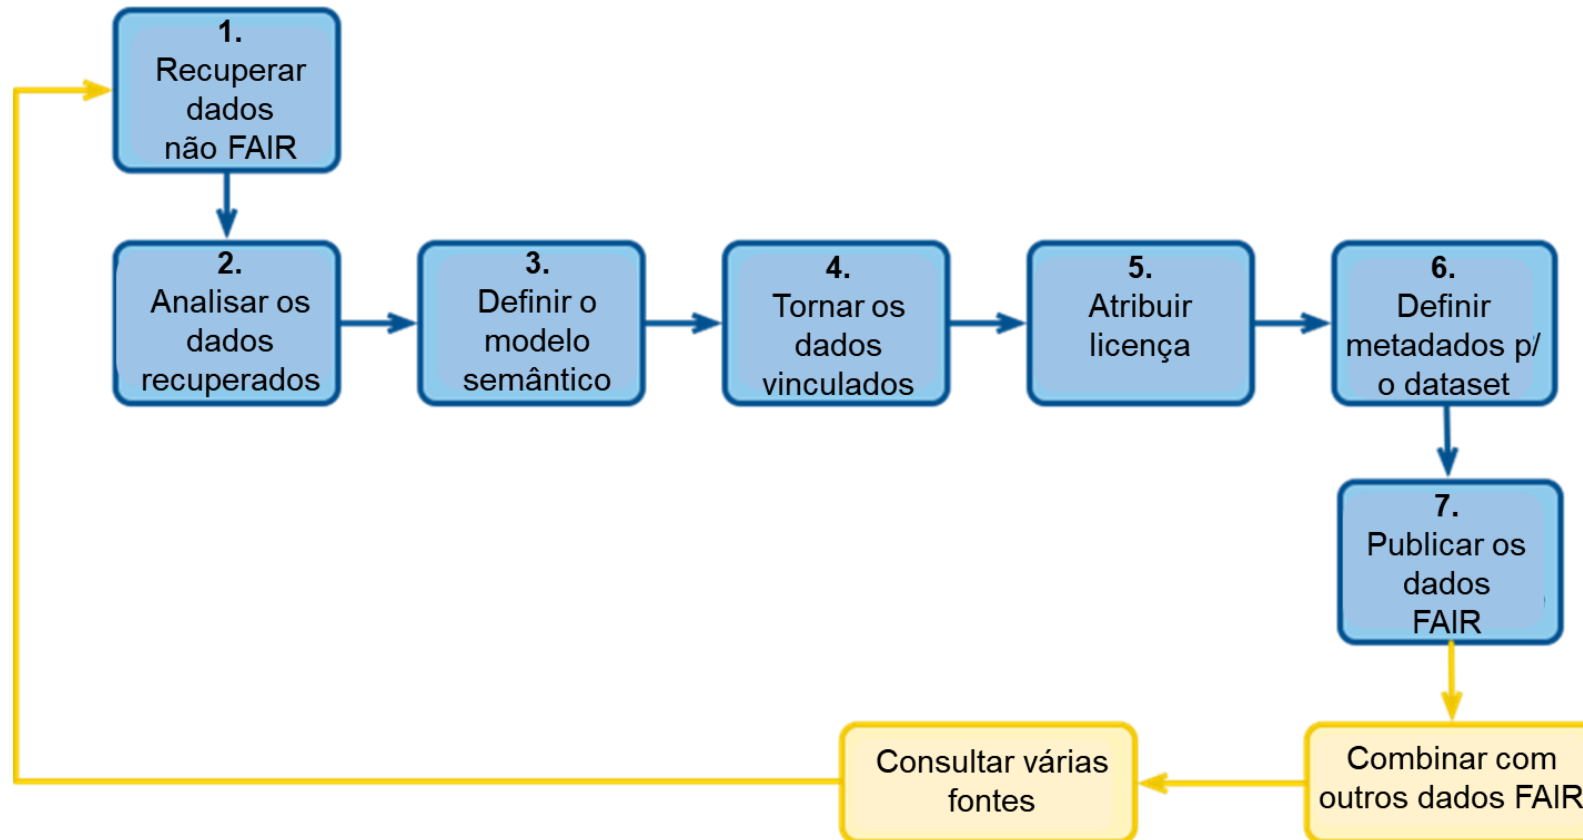 1.
Recuperar
dados
não FAIR
2.
Analisar os
dados
recuperados
3.
Definir o
modelo
semântico
4.
Tornar os
dados
vinculados
5.
Atribuir
licença
6.
Definir
metadados p/
o dataset
7.
Publicar os
dados
FAIR
Combinar com
outros dados FAIR
Consultar várias
fontes